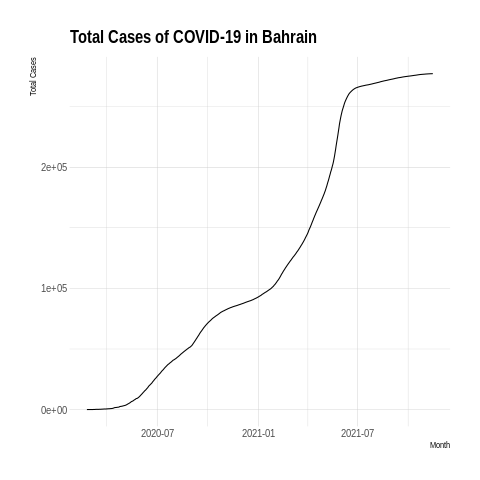 Total Cases of COVID-19 in Bahrain
Total Cases
2e+05
1e+05
0e+00
2020-07 2021-01 2021-07
Month